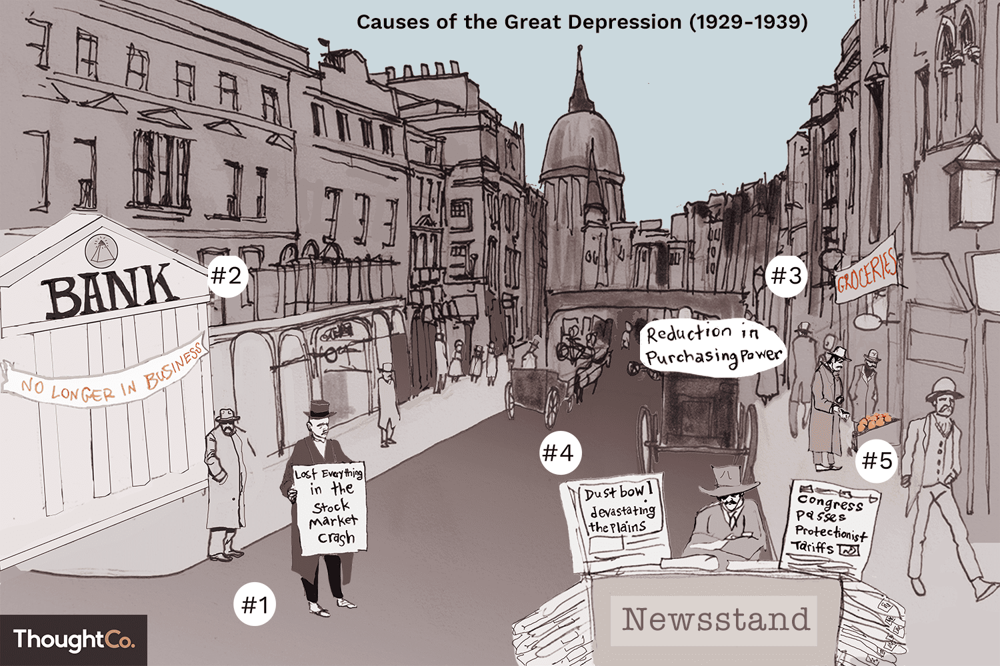 Causes of the Great Depression (1929-1939)
BANK
#2
NO LONGER IN BUSINESS
#3
GROCERIES
Reduction in
Purchasing Power
Lost Everything
in the
Stock
Market
Crash
#1
#4
Dustbowl
devastating
the Plains
#5
Congress
Passes
Protectionist
Tariffs
Newsstand
ThoughtCo.